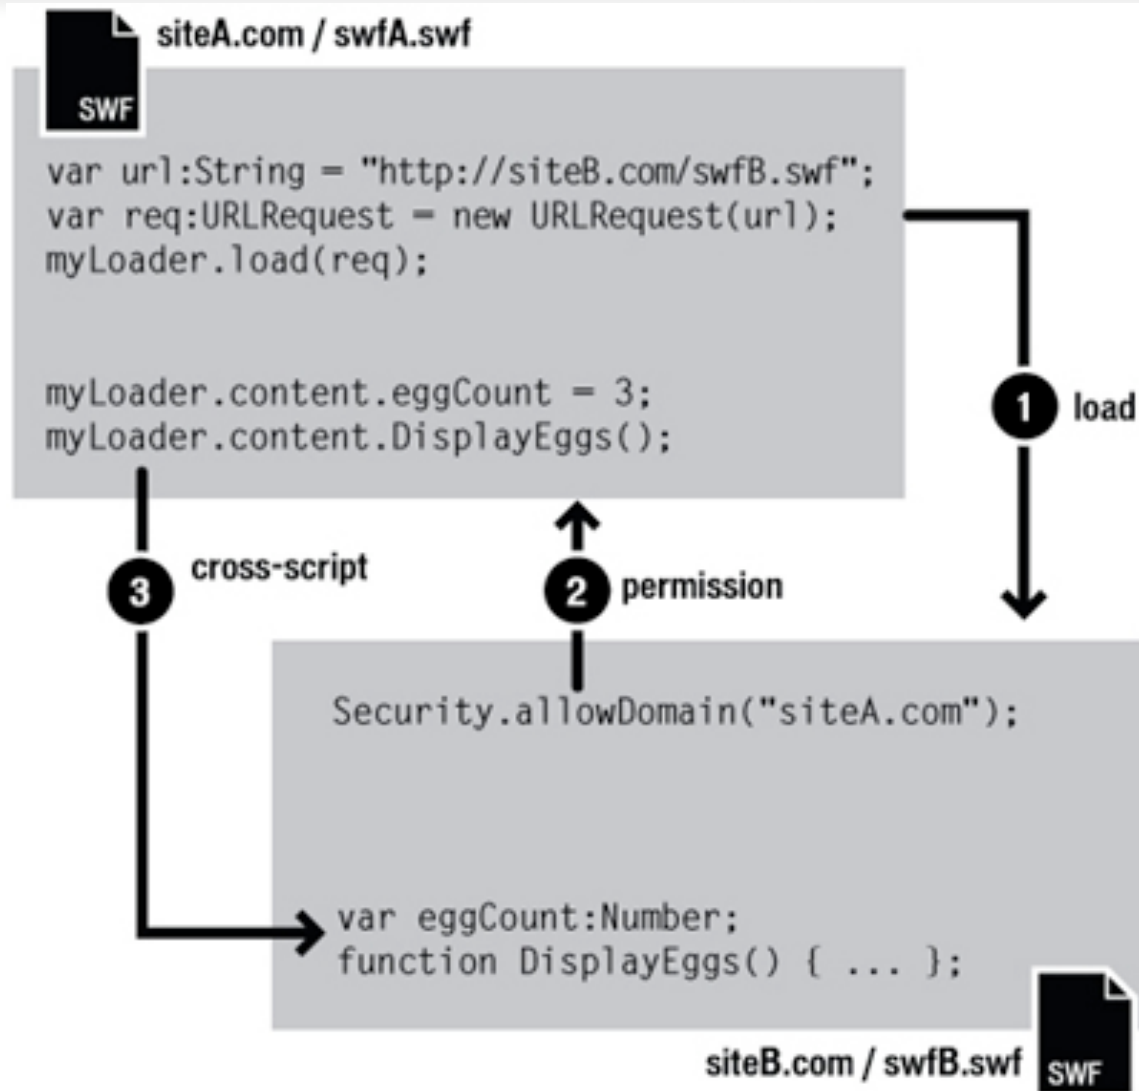 siteA.com / swfA.swf
SWF
var url:String = "http://siteB.com/swfB.swf";
var req:URLRequest = new URLRequest(url);
myLoader.load(req);
myLoader.content.eggCount = 3;
myLoader.content.DisplayEggs();
1 load
3 cross-script
2 permission
Security.allowDomain("siteA.com");
var eggCount:Number;
function DisplayEggs() { ... };
siteB.com / swfB.swf
SWF